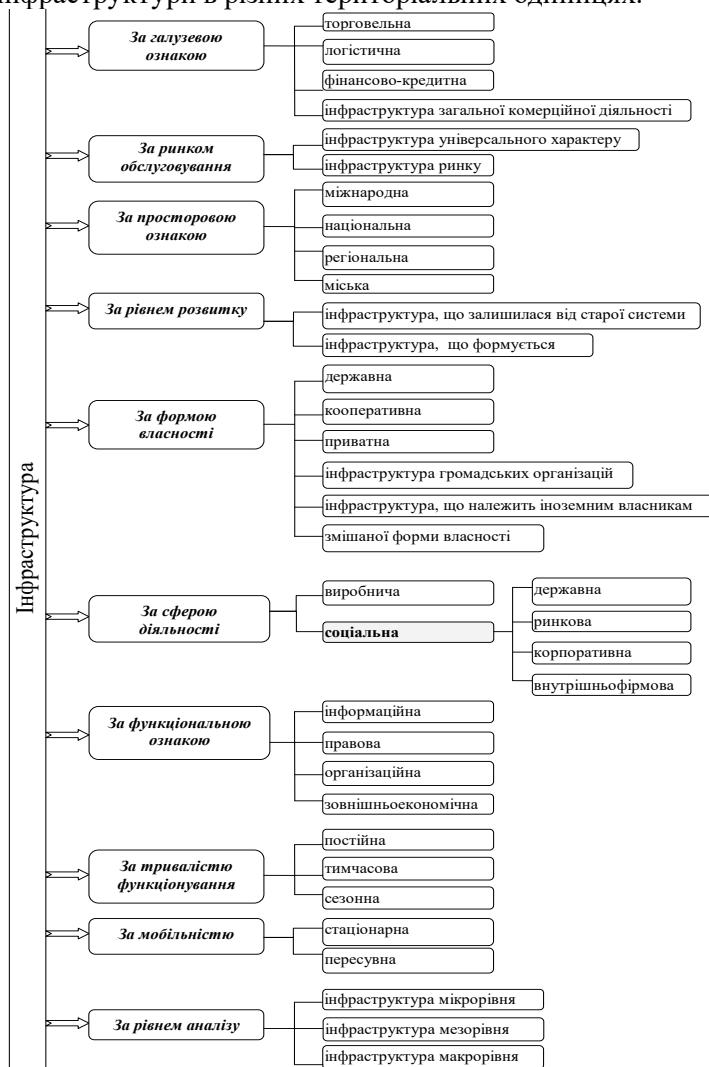 інфраструктури в різних територіальних одиницях.
Інфраструктура
За галузевою
ознакою
торговельна
логістична
фінансово-кредитна
інфраструктура загальної комерційної діяльності
За ринком
обслуговування
інфраструктура універсального характеру
інфраструктура ринку
За просторовою
ознакою
міжнародна
національна
регіональна
міська
За рівнем розвитку
інфраструктура, що залишилася від старої системи
інфраструктура, що формується
За формою
власності
державна
кооперативна
приватна
інфраструктура громадських організацій
інфраструктура, що належить іноземним власникам
змішаної форми власності
За сферою
діяльності
виробнича
соціальна
державна
ринкова
корпоративна
внутрішньофірмова
За функціональною
ознакою
інформаційна
правова
організаційна
зовнішньоекономічна
За тривалістю
функціонування
постійна
тимчасова
сезонна
За мобільністю
стаціонарна
пересувна
За рівнем аналізу
інфраструктура мікрорівня
інфраструктура мезорівня
інфраструктура макрорівня